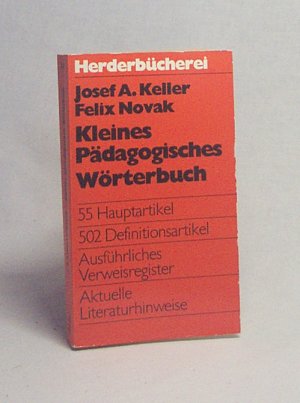 Herderbücherei
Josef A. Keller
Felix Novak
Kleines
Pädagogisches
Wörterbuch
55 Hauptartikel
502 Definitionsartikel
Ausführliches
Verweisregister
Aktuelle
Literaturhinweise